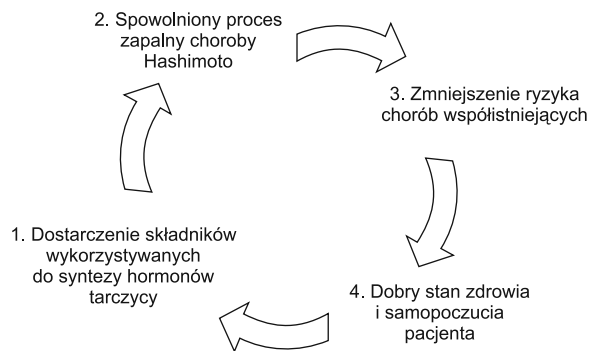 2. Spowolniony proces
zapalny choroby
Hashimoto
3. Zmniejszenie ryzyka
chorób współistniejących
1. Dostarczenie składników
wykorzystywanych
do syntezy hormonów
tarczycy
4. Dobry stan zdrowia
i samopoczucia
pacjenta